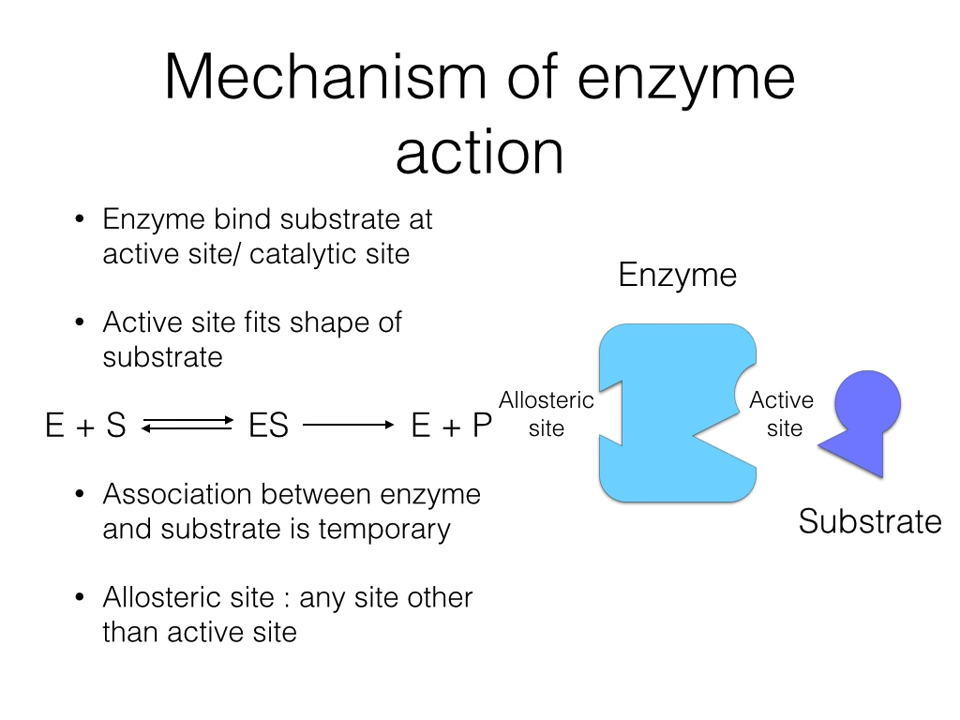 Mechanism of enzyme
action
• Enzyme bind substrate at
active site/ catalytic site
• Active site fits shape of
substrate
E + S ⇌ ES ⟶ E + P
• Association between enzyme
and substrate is temporary
• Allosteric site : any site other
than active site
Enzyme
Allosteric
site
Active
site
Substrate